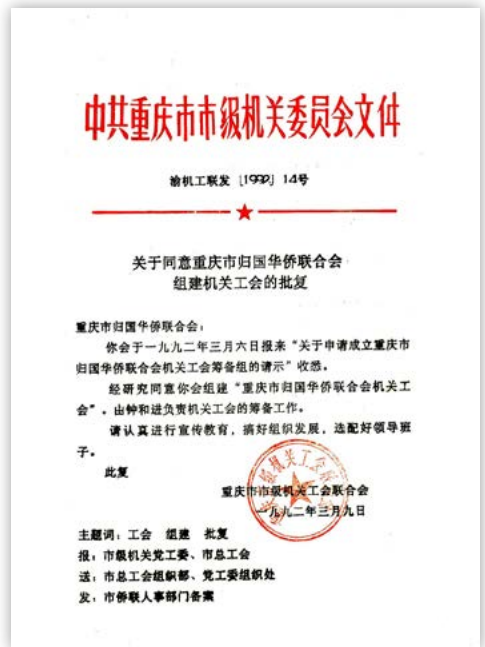 中共重庆市市级机关委员会文件
渝机工联发 [1992] 14号
关于同意重庆市归国华侨联合会
组建机关工会的批复
重庆市归国华侨联合会:
你会于一九九二年三月六日报来“关于申请成立重庆市
归国华侨联合会机关工会筹备组的请示”收悉。
经研究同意你会组建“重庆市归国华侨联合会机关工
会”。由钟和进负责机关工会的筹备工作。
请认真进行宣传教育, 搞好组织发展, 选配好领导班
子。
此复
重庆市市级机关工会联合会
一九九二年三月九日
主题词: 工会 组建 批复
报: 市级机关党工委、市总工会
送: 市总工会组织部、党工委组织处
发: 市侨联人事部门备案